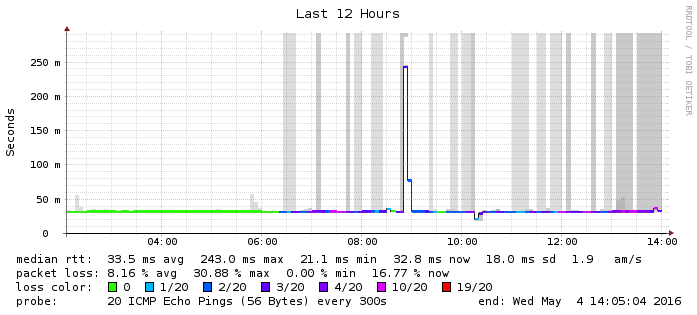 Last 12 Hours
RRDTOOL / TOBI OETIKER
Seconds
250 m
200 m
150 m
100 m
50 m
0
04:00 06:00 08:00 10:00 12:00 14:00
median rtt: 33.5 ms avg 243.0 ms max 21.1 ms min 32.8 ms now 18.0 ms sd 1.9 am/s
packet loss: 8.16 % avg 30.88 % max 0.00 % min 16.77 % now
loss color: 0 1/20 2/20 3/20 4/20 10/20 19/20
probe: 20 ICMP Echo Pings (56 Bytes) every 300s end: Wed May 4 14:05:04 2016